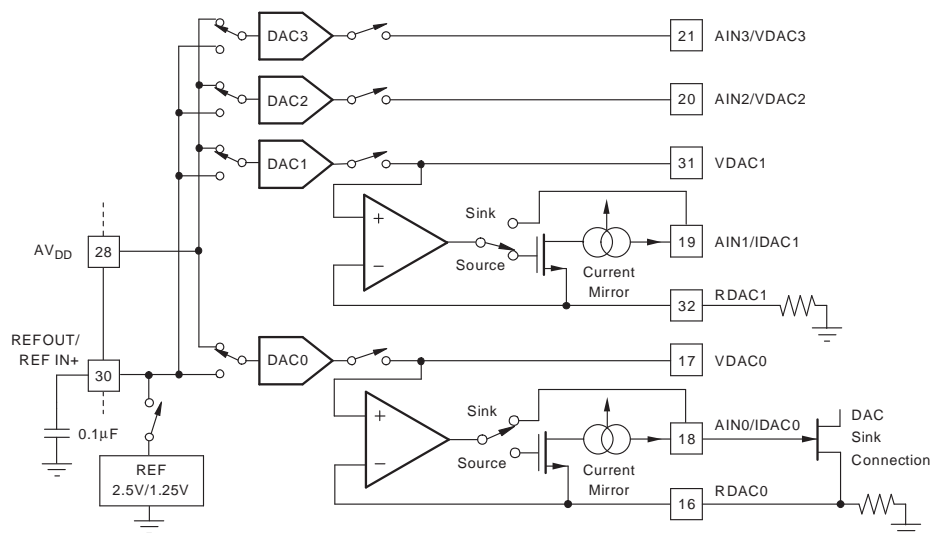 DAC3
21
AIN3/VDAC3
DAC2
20
AIN2/VDAC2
DAC1
31
VDAC1
Sink
+
−
Source
Current
Mirror
19
AIN1/IDAC1
32
RDAC1
AVDD
28
REFOUT/
REF IN+
30
0.1μF
REF
2.5V/1.25V
DAC0
17
VDAC0
Sink
+
−
Source
Current
Mirror
18
AIN0/IDAC0
16
RDAC0
DAC
Sink
Connection